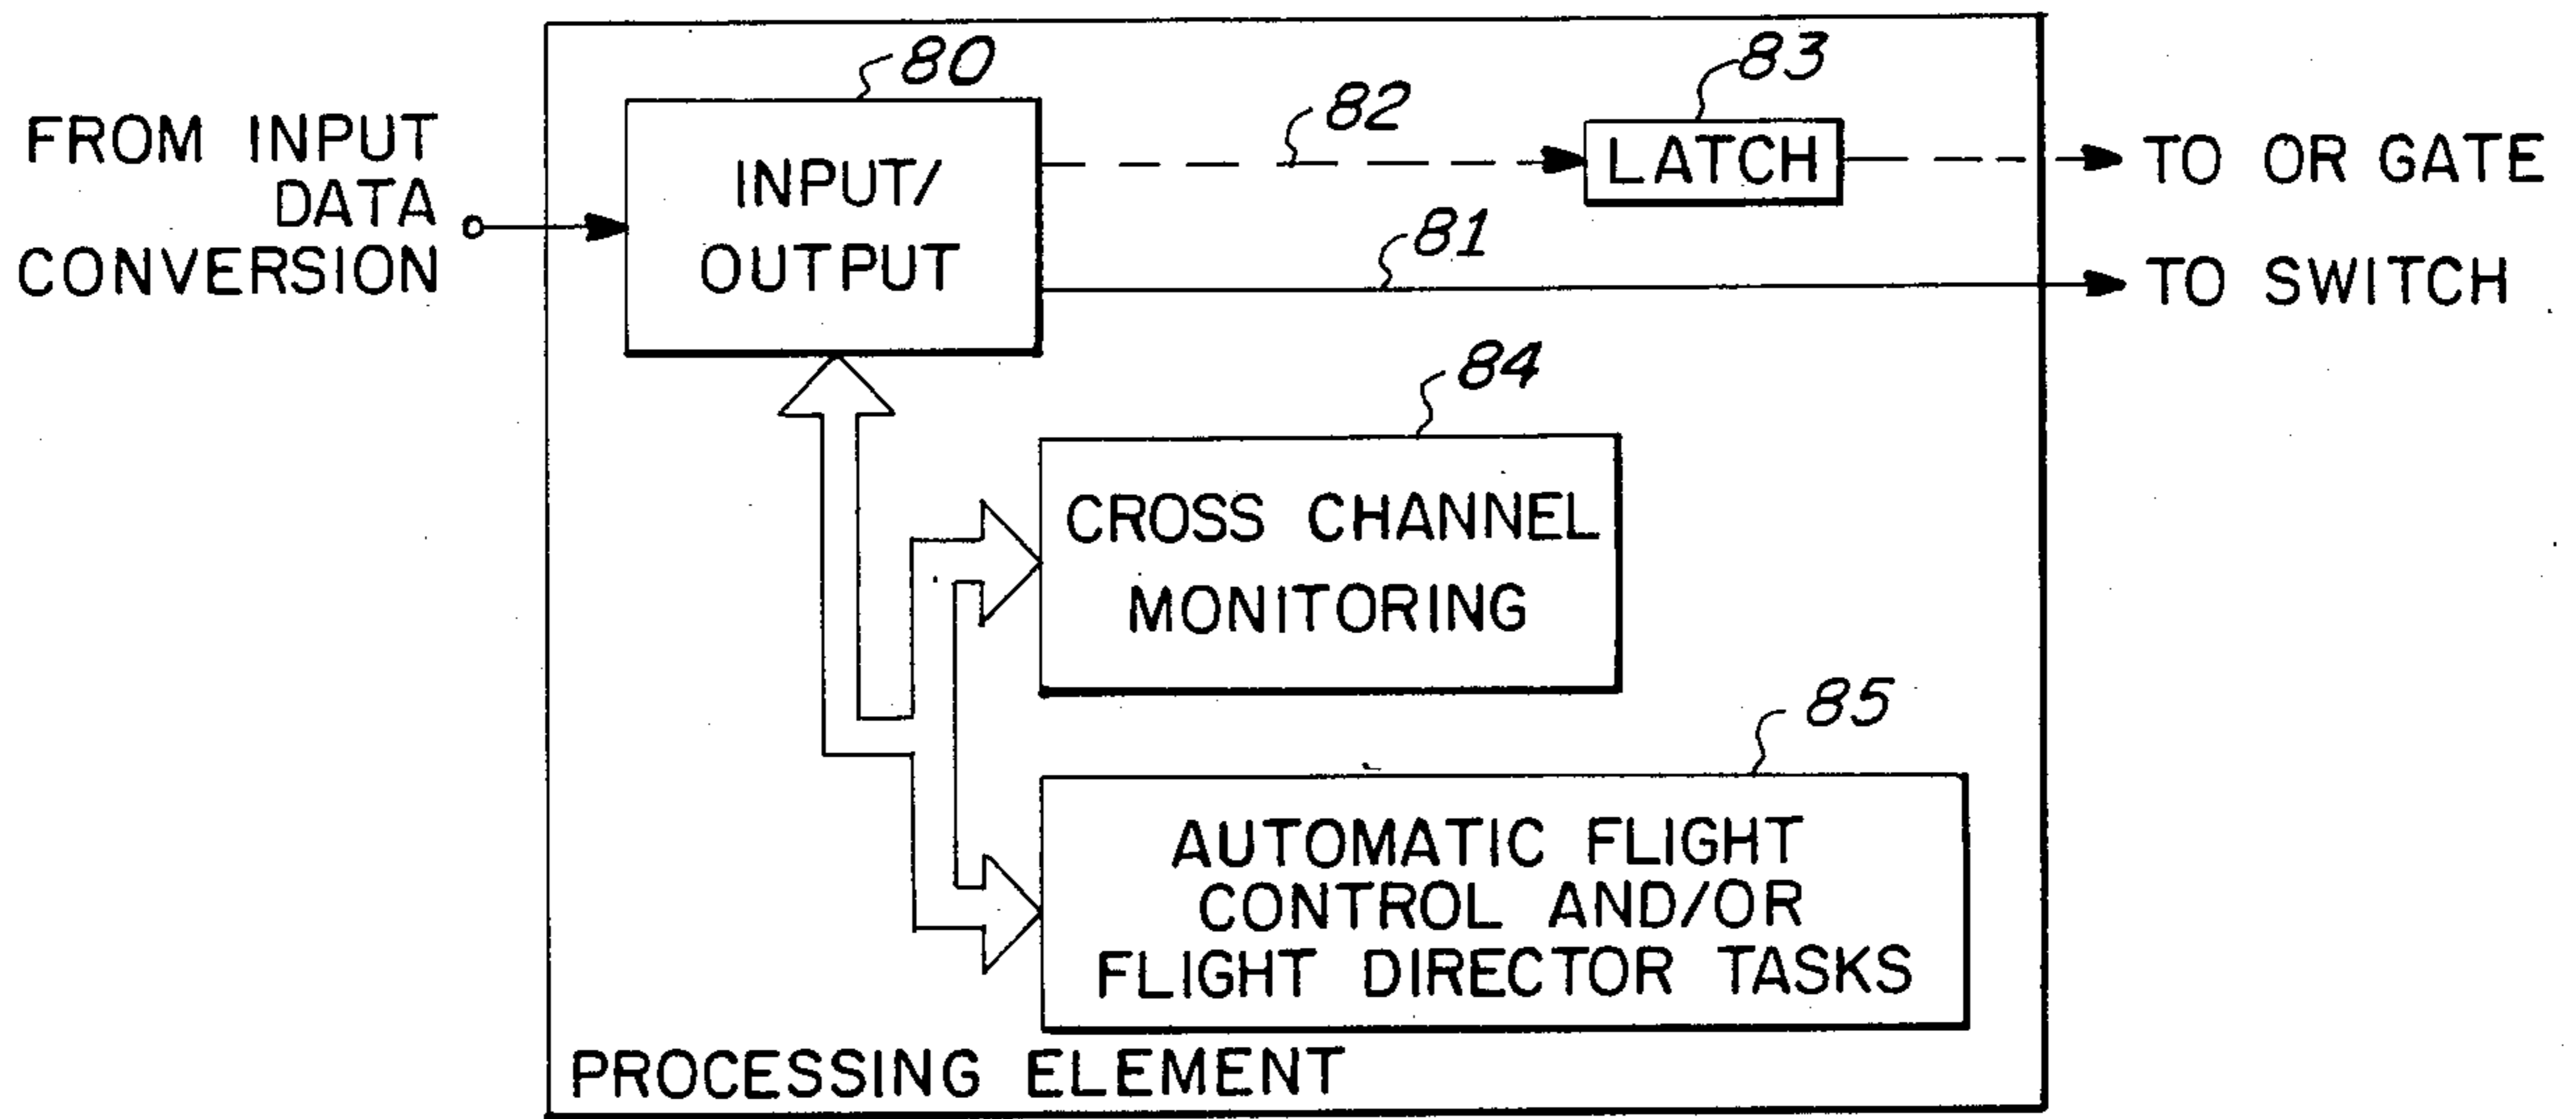 80
83
FROM INPUT
DATA
CONVERSION
INPUT/
OUTPUT
82
LATCH
TO OR GATE
81
TO SWITCH
84
CROSS CHANNEL
MONITORING
85
AUTOMATIC FLIGHT
CONTROL AND/OR
FLIGHT DIRECTOR TASKS
PROCESSING ELEMENT